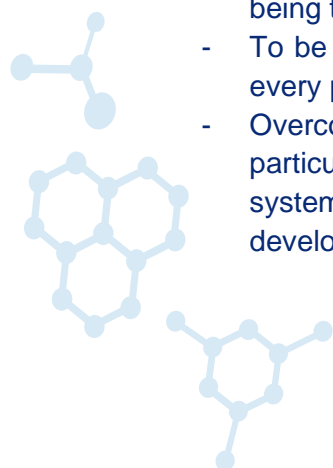 being
- To be
every
- Overco
particu
system
develo